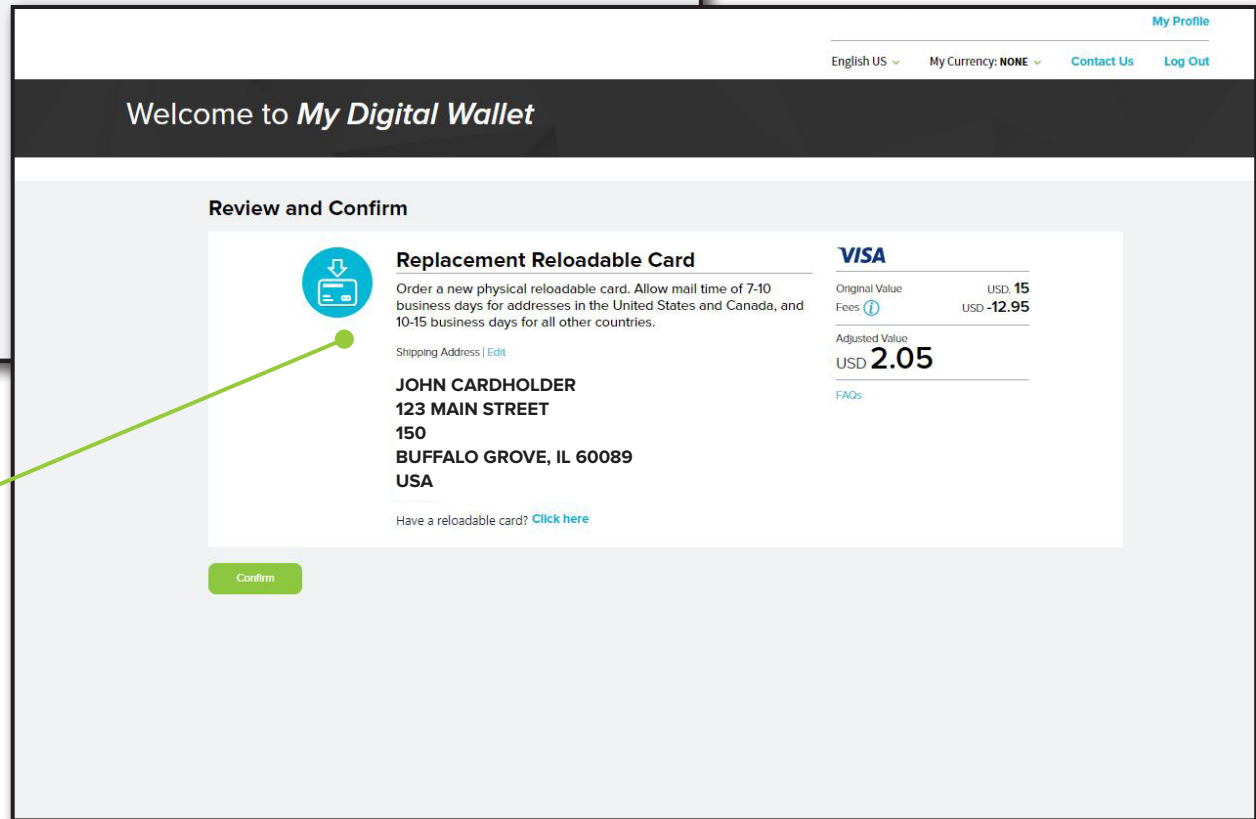 My Profile
English US My Currency: NONE Contact Us Log Out
Welcome to My Digital Wallet
Review and Confirm
Replacement Reloadable Card
Order a new physical reloadable card. Allow mail time of 7-10
business days for addresses in the United States and Canada, and
10-15 business days for all other countries.
Shipping Address | Edit
JOHN CARDHOLDER
123 MAIN STREET
150
BUFFALO GROVE, IL 60089
USA
Have a reloadable card? Click here
VISA
Original Value USD. 15
Fees i USD -12.95
Adjusted Value
USD 2.05
FAQs
Confirm